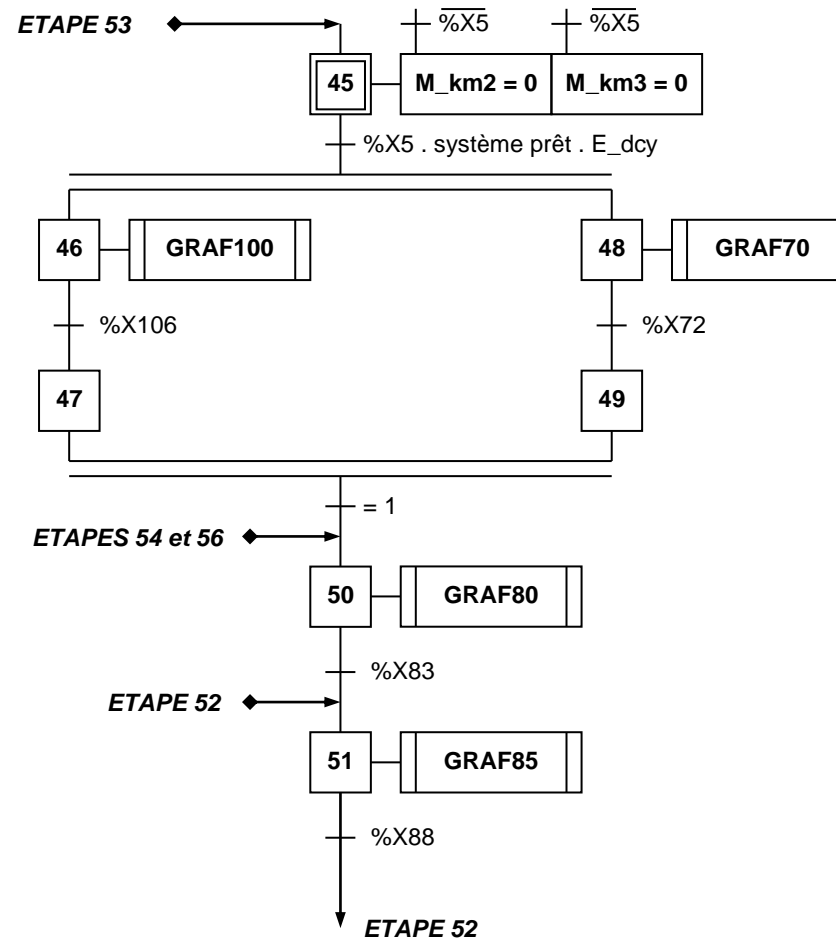 ETAPE 53
%X5 %X5
45 M_km2 = 0 M_km3 = 0
%X5 . système prêt . E_dcy
46 GRAF100 48 GRAF70
%X106 %X72
47 49
= 1
ETAPES 54 et 56
50 GRAF80
%X83
ETAPE 52
51 GRAF85
%X88
ETAPE 52